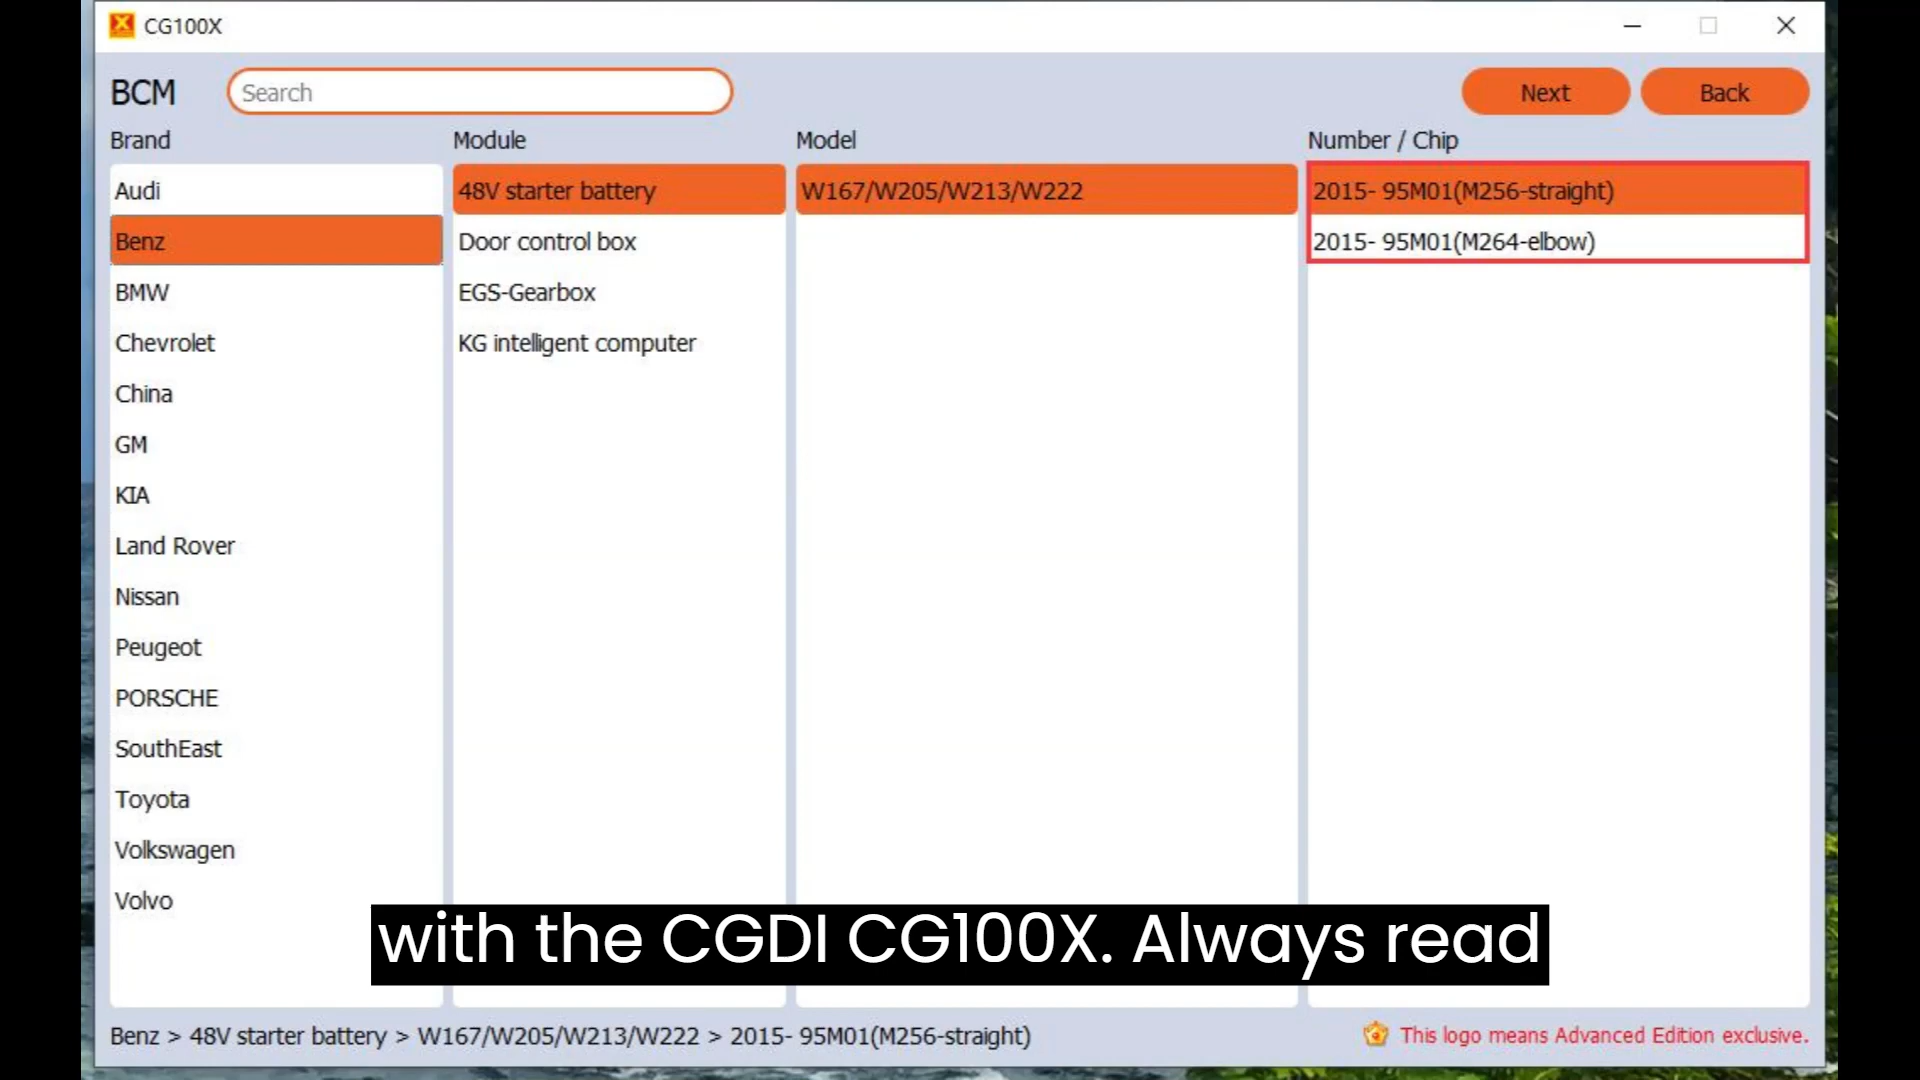 CG100X
BCM
Search
Next
Back
Brand
Module
Model
Number / Chip
Audi
Benz
BMW
Chevrolet
China
GM
KIA
Land Rover
Nissan
Peugeot
PORSCHE
SouthEast
Toyota
Volkswagen
Volvo
48V starter battery
Door control box
EGS-Gearbox
KG intelligent computer
W167/W205/W213/W222
2015- 95M01(M256-straight)
2015- 95M01(M264-elbow)
with the CGDI CG100X. Always read
Benz > 48V starter battery > W167/W205/W213/W222 > 2015- 95M01(M256-straight)
This logo means Advanced Edition exclusive.